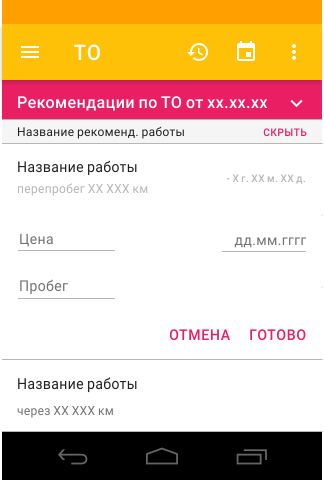 ТО
Рекомендации по ТО от хх.хх.хх
Название рекоменд. работы СКРЫТЬ
Название работы
- Х г. ХХ м. ХХ д.
перепробег ХХ ХХХ км
Цена дд.мм.гггг
Пробег
ОТМЕНА ГОТОВО
Название работы
через ХХ ХХХ км